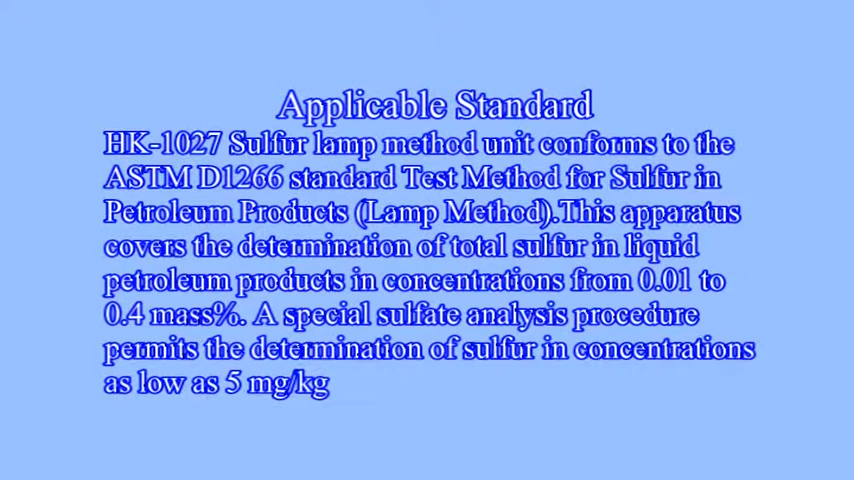 Applicable Standard
HK-1027 Sulfur lamp method unit conforms to the
ASTM D1266 standard Test Method for Sulfur in
Petroleum Products (Lamp Method).This apparatus
covers the determination of total sulfur in liquid
petroleum products in concentrations from 0.01 to
0.4 mass%. A special sulfate analysis procedure
permits the determination of sulfur in concentrations
as low as 5 mg/kg